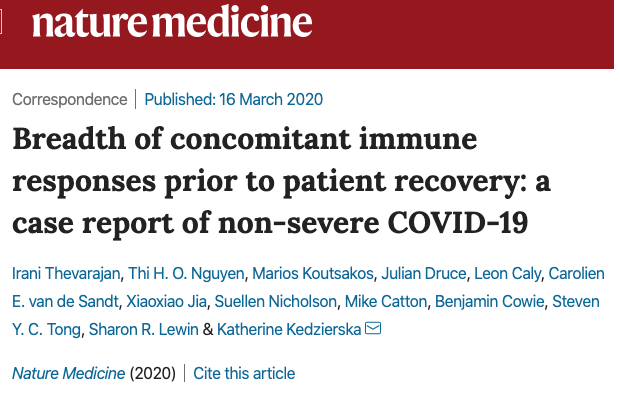 nature medicine
Correspondence | Published: 16 March 2020
Breadth of concomitant immune
responses prior to patient recovery: a
case report of non-severe COVID-19
Irani Thevarajan, Thi H. O. Nguyen, Marios Koutsakos, Julian Druce, Leon Caly, Carolien
E. van de Sandt, Xiaoxiao Jia, Suellen Nicholson, Mike Catton, Benjamin Cowie, Steven
Y. C. Tong, Sharon R. Lewin & Katherine Kedzierska
Nature Medicine (2020) | Cite this article